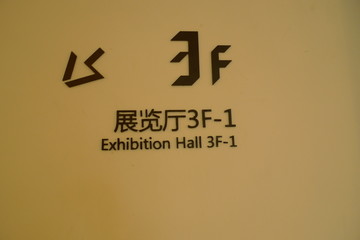 3F
展览厅3F-1
Exhibition Hall 3F-1